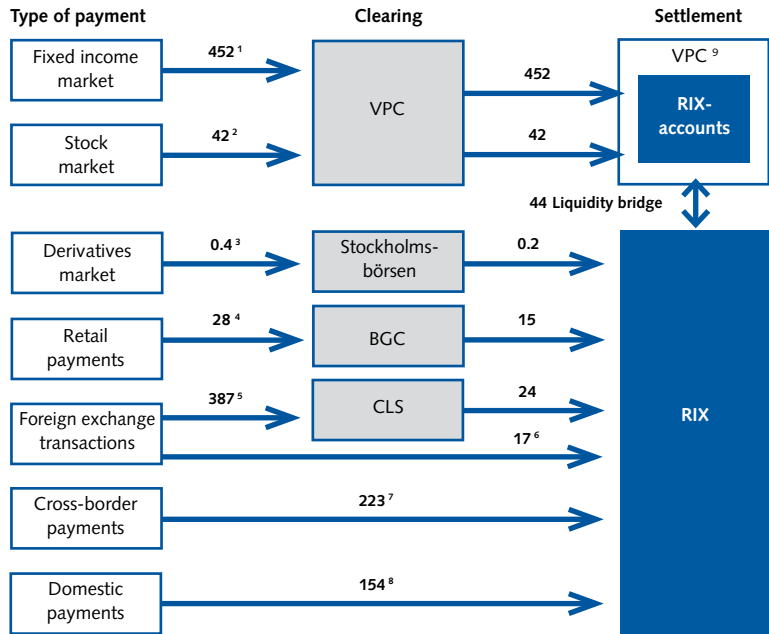 Type of payment
Clearing
Settlement
Fixed income
market
452 ¹
VPC
452
VPC ⁹
RIX-
accounts
Stock
market
42 ²
42
44 Liquidity bridge
Derivatives
market
0.4 ³
Stockholms-
börsen
0.2
Retail
payments
28 ⁴
BGC
15
Foreign exchange
transactions
387 ⁵
CLS
24
RIX
17 ⁶
Cross-border
payments
223 ⁷
Domestic
payments
154 ⁸